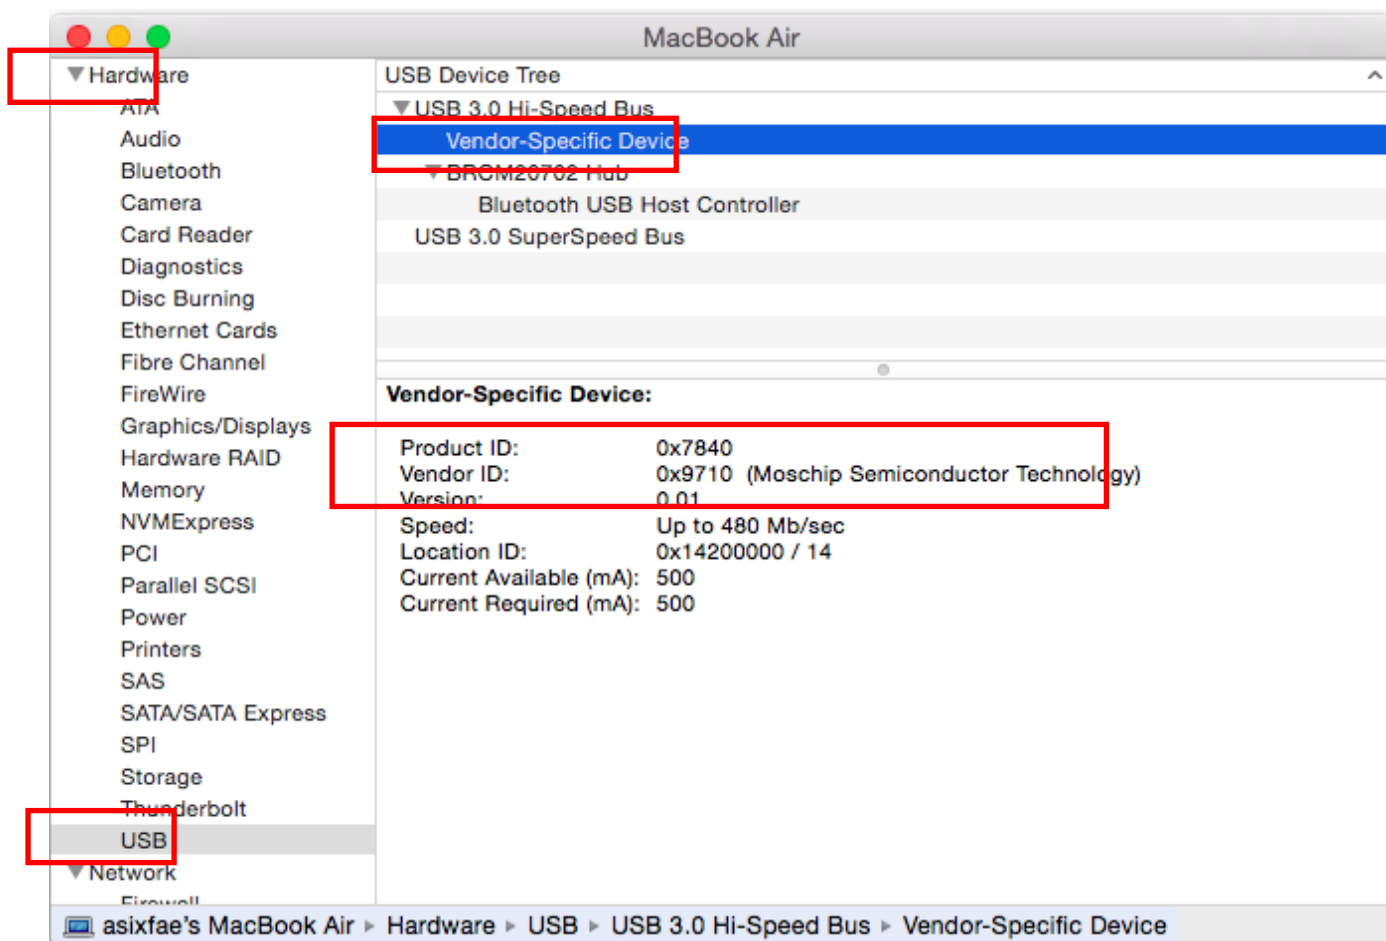 MacBook Air
Hardware
ATA
Audio
Bluetooth
Camera
Card Reader
Diagnostics
Disc Burning
Ethernet Cards
Fibre Channel
FireWire
Graphics/Displays
Hardware RAID
Memory
NVMExpress
PCI
Parallel SCSI
Power
Printers
SAS
SATA/SATA Express
SPI
Storage
Thunderbolt
USB
Network
Firewall
USB Device Tree
USB 3.0 Hi-Speed Bus
Vendor-Specific Device
BRCM20702 Hub
Bluetooth USB Host Controller
USB 3.0 SuperSpeed Bus
Vendor-Specific Device:
Product ID: 0x7840
Vendor ID: 0x9710 (Moschip Semiconductor Technology)
Version: 0.01
Speed: Up to 480 Mb/sec
Location ID: 0x14200000 / 14
Current Available (mA): 500
Current Required (mA): 500
asixfae's MacBook Air ▸ Hardware ▸ USB ▸ USB 3.0 Hi-Speed Bus ▸ Vendor-Specific Device